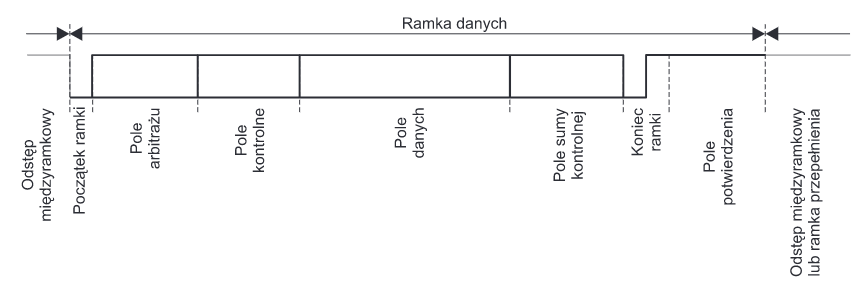 Ramka danych
Odstęp
międzyramkowy
Początek ramki
Pole
arbitrażu
Pole
kontrolne
Pole
danych
Pole sumy
kontrolnej
Koniec
ramki
Pole
potwierdzenia
Odstęp międzyramkowy
lub ramka przepełnienia